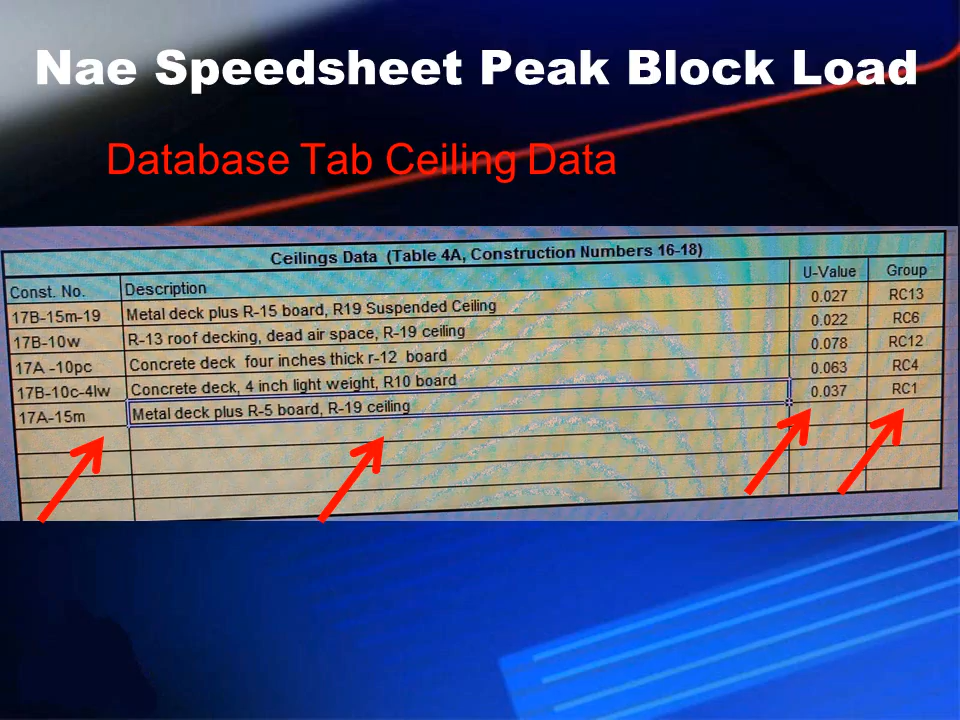 Nae Speedsheet Peak Block Load
Database Tab Ceiling Data
Ceilings Data (Table 4A, Construction Numbers 16-18)
Const. No. Description U-Value Group
17B-15m-19 Metal deck plus R-15 board, R19 Suspended Ceiling 0.027 RC13
17B-10w R-13 roof decking, dead air space, R-19 ceiling 0.022 RC6
17A -10pc Concrete deck four inches thick r-12 board 0.078 RC12
17B-10c-4lw Concrete deck, 4 inch light weight, R10 board 0.063 RC4
17A-15m Metal deck plus R-5 board, R-19 ceiling 0.037 RC1